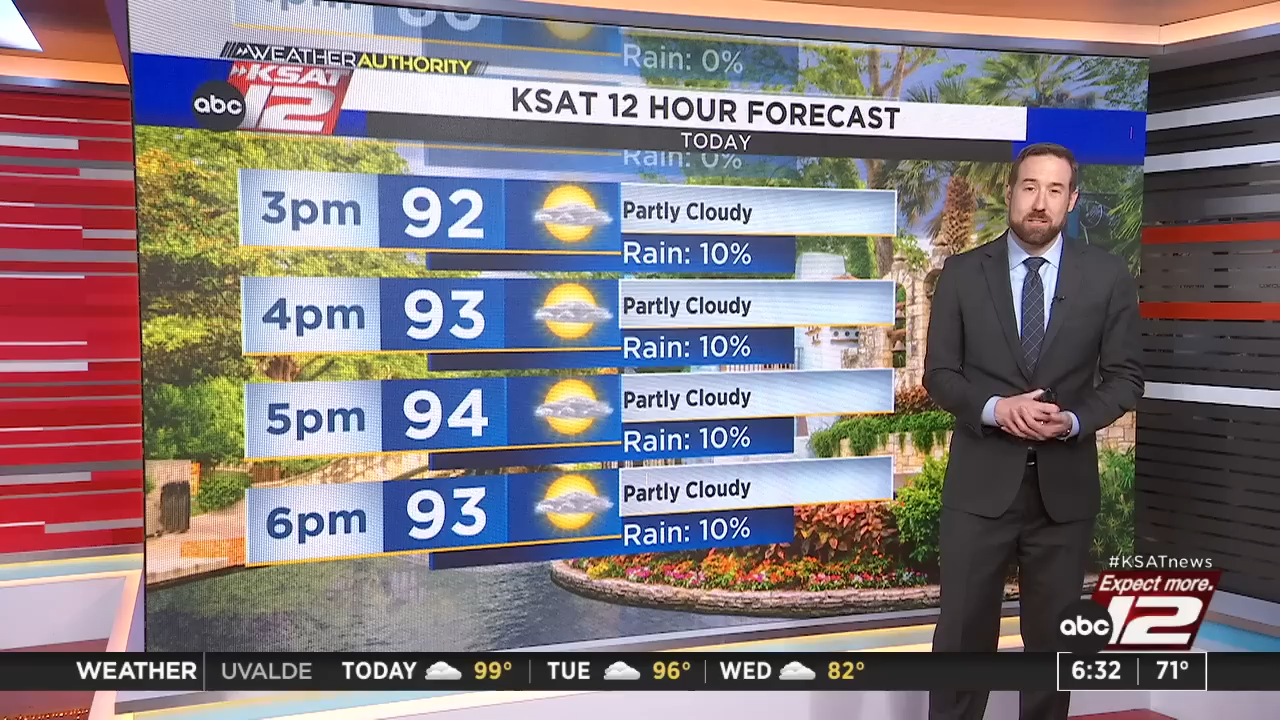 Rain: 0%
WEATHERAUTHORITY
KSAT
abc 12
KSAT 12 HOUR FORECAST
TODAY
Rain: 0%
3pm 92 Partly Cloudy
Rain: 10%
4pm 93 Partly Cloudy
Rain: 10%
5pm 94 Partly Cloudy
Rain: 10%
6pm 93 Partly Cloudy
Rain: 10%
#KSATnews
Expect more.
abc 12
WEATHER UVALDE TODAY 99° TUE 96° WED 82° 6:32 71°